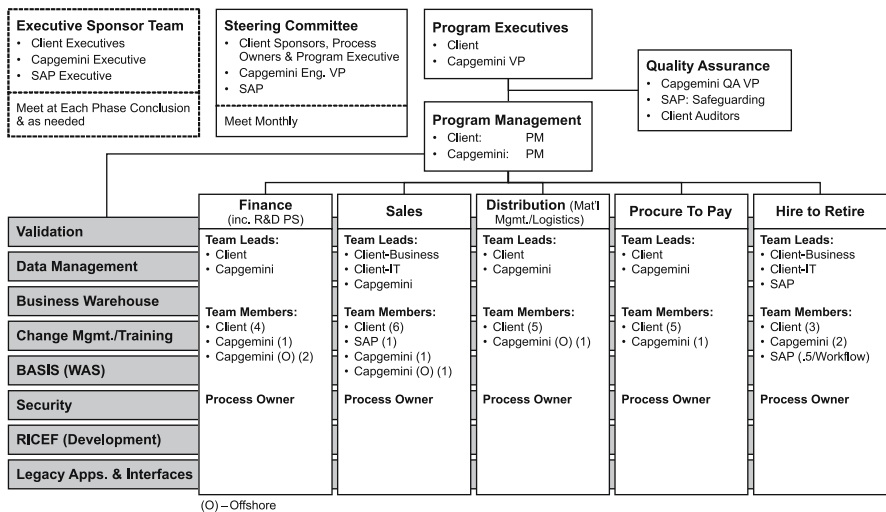 Executive Sponsor Team
• Client Executives
• Capgemini Executive
• SAP Executive
Meet at Each Phase Conclusion
& as needed
Steering Committee
• Client Sponsors, Process
Owners & Program Executive
• Capgemini Eng. VP
• SAP
Meet Monthly
Program Executives
• Client
• Capgemini VP
Quality Assurance
• Capgemini QA VP
• SAP: Safeguarding
• Client Auditors
Program Management
• Client: PM
• Capgemini: PM
Validation
Data Management
Business Warehouse
Change Mgmt./Training
BASIS (WAS)
Security
RICEF (Development)
Legacy Apps. & Interfaces
Finance
(inc. R&D PS)
Team Leads:
• Client
• Capgemini
Team Members:
• Client (4)
• Capgemini (1)
• Capgemini (O) (2)
Process Owner
Sales
Team Leads:
• Client-Business
• Client-IT
• Capgemini
Team Members:
• Client (6)
• SAP (1)
• Capgemini (1)
• Capgemini (O) (1)
Process Owner
Distribution (Mat'l
Mgmt./Logistics)
Team Leads:
• Client
• Capgemini
Team Members:
• Client (5)
• Capgemini (O) (1)
Process Owner
Procure To Pay
Team Leads:
• Client
• Capgemini
Team Members:
• Client (5)
• Capgemini (1)
Process Owner
Hire to Retire
Team Leads:
• Client-Business
• Client-IT
• SAP
Team Members:
• Client (3)
• Capgemini (2)
• SAP (.5/Workflow)
Process Owner
(O) – Offshore